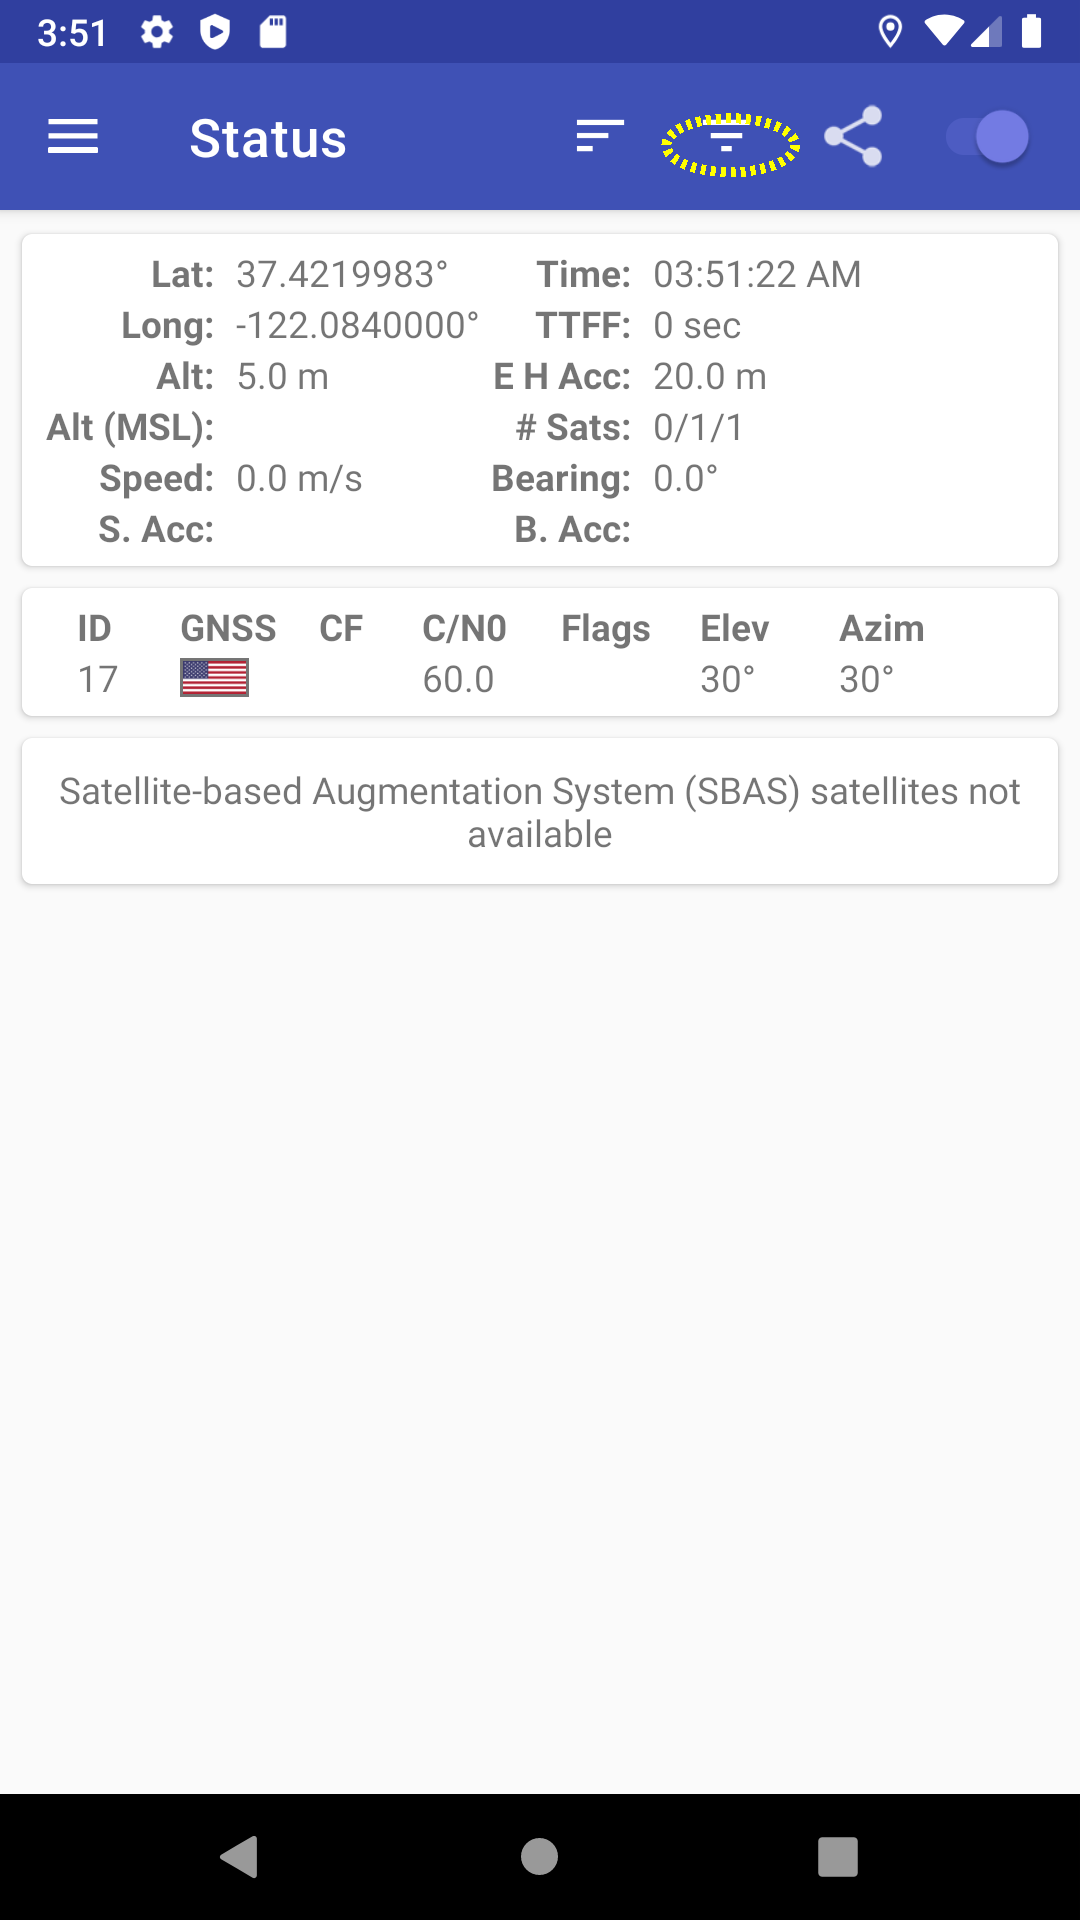 3:51
Status
Lat: 37.4219983° Time: 03:51:22 AM
Long: -122.0840000° TTFF: 0 sec
Alt: 5.0 m E H Acc: 20.0 m
Alt (MSL): # Sats: 0/1/1
Speed: 0.0 m/s Bearing: 0.0°
S. Acc: B. Acc:
ID GNSS CF C/N0 Flags Elev Azim
17 60.0 30° 30°
Satellite-based Augmentation System (SBAS) satellites not
available